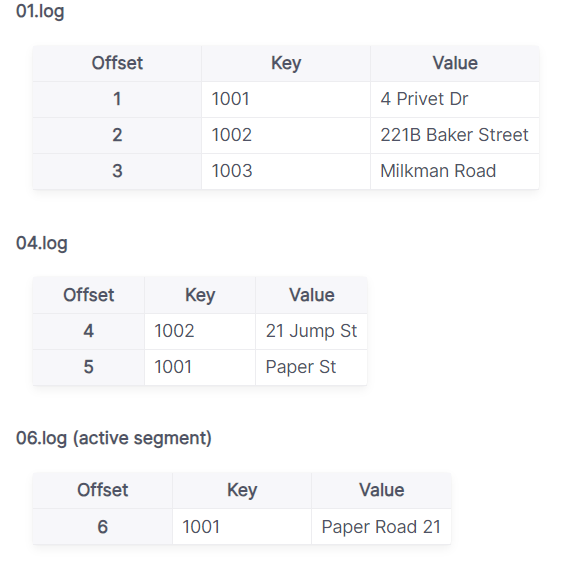 01.log
Offset Key Value
1 1001 4 Privet Dr
2 1002 221B Baker Street
3 1003 Milkman Road
04.log
Offset Key Value
4 1002 21 Jump St
5 1001 Paper St
06.log (active segment)
Offset Key Value
6 1001 Paper Road 21